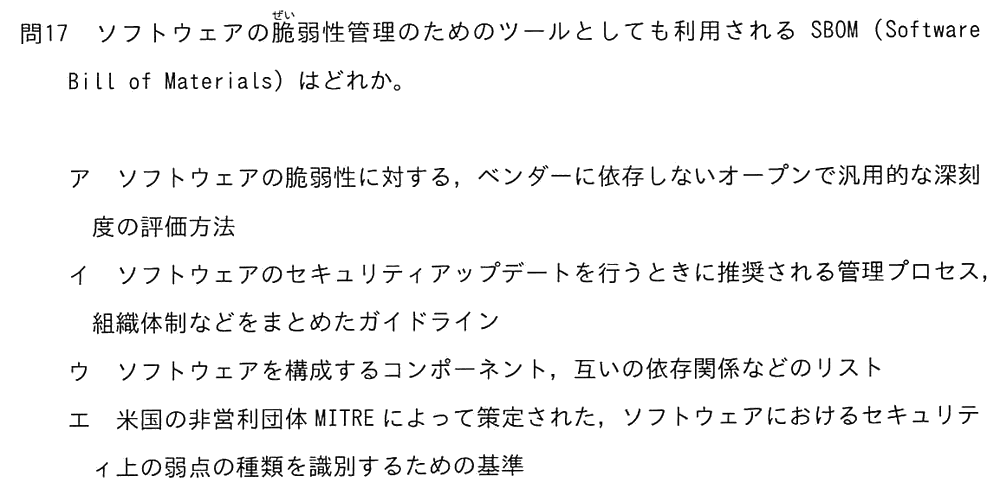 問17　ソフトウェアの脆弱性管理のためのツールとしても利用される SBOM (Software
Bill of Materials) はどれか。
ア　ソフトウェアの脆弱性に対する，ベンダーに依存しないオープンで汎用的な深刻
度の評価方法
イ　ソフトウェアのセキュリティアップデートを行うときに推奨される管理プロセス，
組織体制などをまとめたガイドライン
ウ　ソフトウェアを構成するコンポーネント，互いの依存関係などのリスト
エ　米国の非営利団体 MITRE によって策定された，ソフトウェアにおけるセキュリテ
ィ上の弱点の種類を識別するための基準